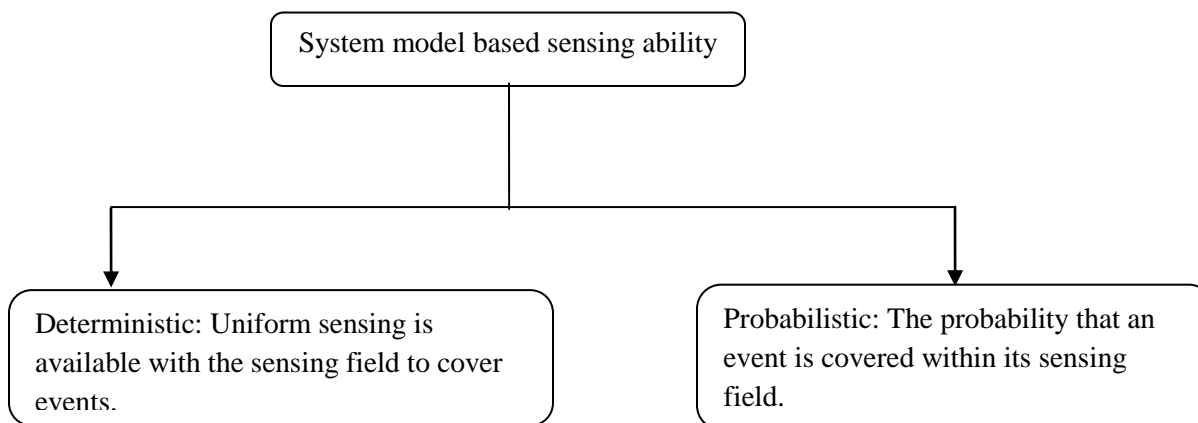 System model based sensing ability
Deterministic: Uniform sensing is
available with the sensing field to cover
events.
Probabilistic: The probability that an
event is covered within its sensing
field.